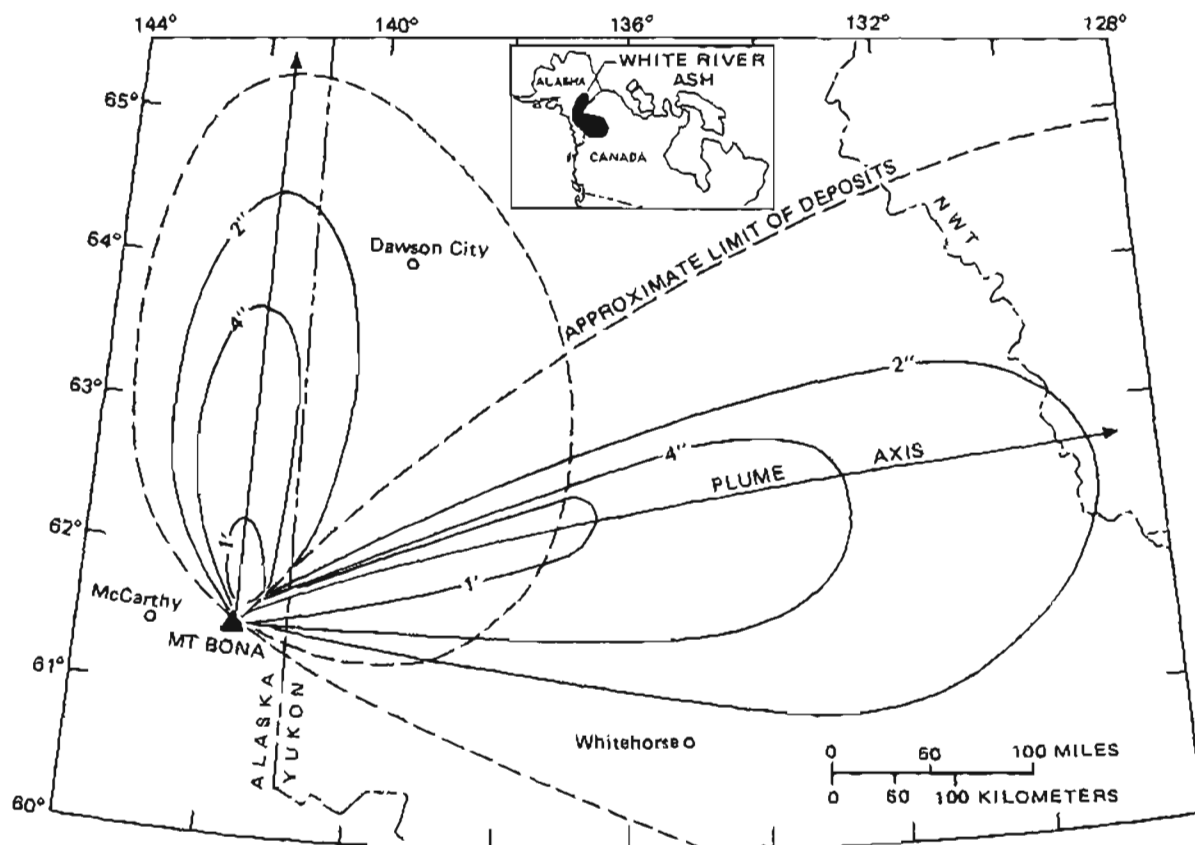 144°
140°
136°
132°
128°
WHITE RIVER
ASH
ALASKA
CANADA
65°
64°
63°
62°
61°
60°
2"
4"
1'
Dawson City
APPROXIMATE LIMIT OF DEPOSITS
NWT
2"
4"
1'
PLUME AXIS
McCarthy
MT BONA
ALASKA
YUKON
Whitehorse
0 60 100 MILES
0 60 100 KILOMETERS